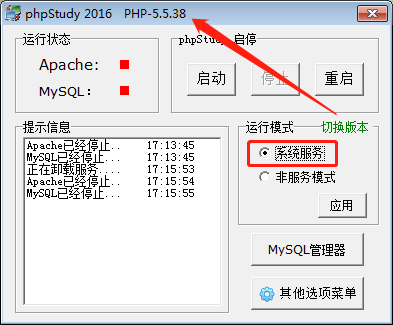 phpStudy 2016 PHP-5.5.38
运行状态
Apache:
MySQL:
phpStudy 启停
启动
停止
重启
提示信息
Apache已经停止.. 17:13:45
MySQL已经停止... 17:13:45
正在卸载服务.... 17:15:53
Apache已经停止.. 17:15:54
MySQL已经停止... 17:15:55
运行模式
切换版本
系统服务
非服务模式
应用
MySQL管理器
其他选项菜单